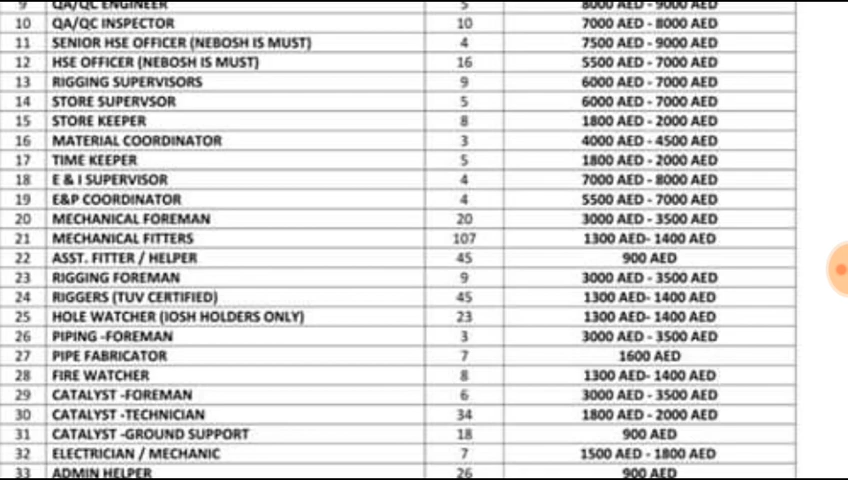 9 QA/QC ENGINEER 5 8000 AED - 9000 AED
10 QA/QC INSPECTOR 10 7000 AED - 8000 AED
11 SENIOR HSE OFFICER (NEBOSH IS MUST) 4 7500 AED - 9000 AED
12 HSE OFFICER (NEBOSH IS MUST) 16 5500 AED - 7000 AED
13 RIGGING SUPERVISORS 9 6000 AED - 7000 AED
14 STORE SUPERVSOR 5 6000 AED - 7000 AED
15 STORE KEEPER 8 1800 AED - 2000 AED
16 MATERIAL COORDINATOR 3 4000 AED - 4500 AED
17 TIME KEEPER 5 1800 AED - 2000 AED
18 E & I SUPERVISOR 4 7000 AED - 8000 AED
19 E&P COORDINATOR 4 5500 AED - 7000 AED
20 MECHANICAL FOREMAN 20 3000 AED - 3500 AED
21 MECHANICAL FITTERS 107 1300 AED- 1400 AED
22 ASST. FITTER / HELPER 45 900 AED
23 RIGGING FOREMAN 9 3000 AED - 3500 AED
24 RIGGERS (TUV CERTIFIED) 45 1300 AED- 1400 AED
25 HOLE WATCHER (IOSH HOLDERS ONLY) 23 1300 AED- 1400 AED
26 PIPING -FOREMAN 3 3000 AED - 3500 AED
27 PIPE FABRICATOR 7 1600 AED
28 FIRE WATCHER 8 1300 AED- 1400 AED
29 CATALYST -FOREMAN 6 3000 AED - 3500 AED
30 CATALYST -TECHNICIAN 34 1800 AED - 2000 AED
31 CATALYST -GROUND SUPPORT 18 900 AED
32 ELECTRICIAN / MECHANIC 7 1500 AED - 1800 AED
33 ADMIN HELPER 26 900 AED